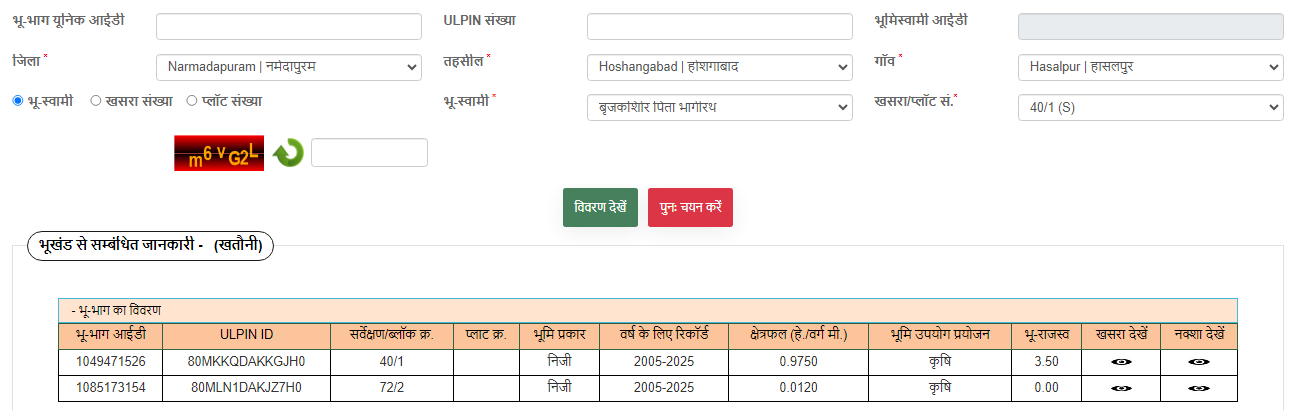 भू-भाग यूनिक आईडी ULPIN संख्या भूमिस्वामी आईडी
जिला * Narmadapuram | नर्मदापुरम तहसील * Hoshangabad | होशंगाबाद गाँव * Hasalpur | हासलपुर
भू-स्वामी खसरा संख्या प्लॉट संख्या भू-स्वामी * बृजकिशोर पिता भागीरथ खसरा/प्लॉट सं.* 40/1 (S)
m6vG2L
विवरण देखें पुनः चयन करें
भूखंड से सम्बंधित जानकारी - (खतौनी)
- भू-भाग का विवरण
भू-भाग आईडी ULPIN ID सर्वेक्षण/ब्लॉक क्र. प्लाट क्र. भूमि प्रकार वर्ष के लिए रिकॉर्ड क्षेत्रफल (हे./वर्ग मी.) भूमि उपयोग प्रयोजन भू-राजस्व खसरा देखें नक्शा देखें
1049471526 80MKKQDAKKGJH0 40/1 निजी 2005-2025 0.9750 कृषि 3.50
1085173154 80MLN1DAKJZ7H0 72/2 निजी 2005-2025 0.0120 कृषि 0.00